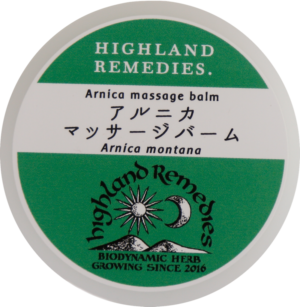 HIGHLAND
REMEDIES.
Arnica massage balm
アルニカ
マッサージバーム
Arnica montana
highland Remedies
BIODYNAMIC HERB
GROWING SINCE 2016